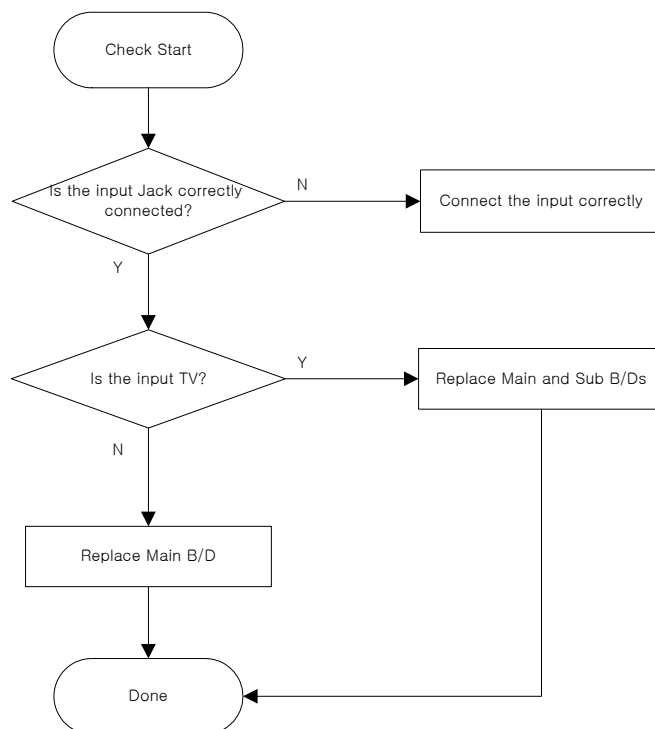 Check Start
Is the input Jack correctly
connected?
N
Connect the input correctly
Y
Is the input TV?
Y
Replace Main and Sub B/Ds
N
Replace Main B/D
Done